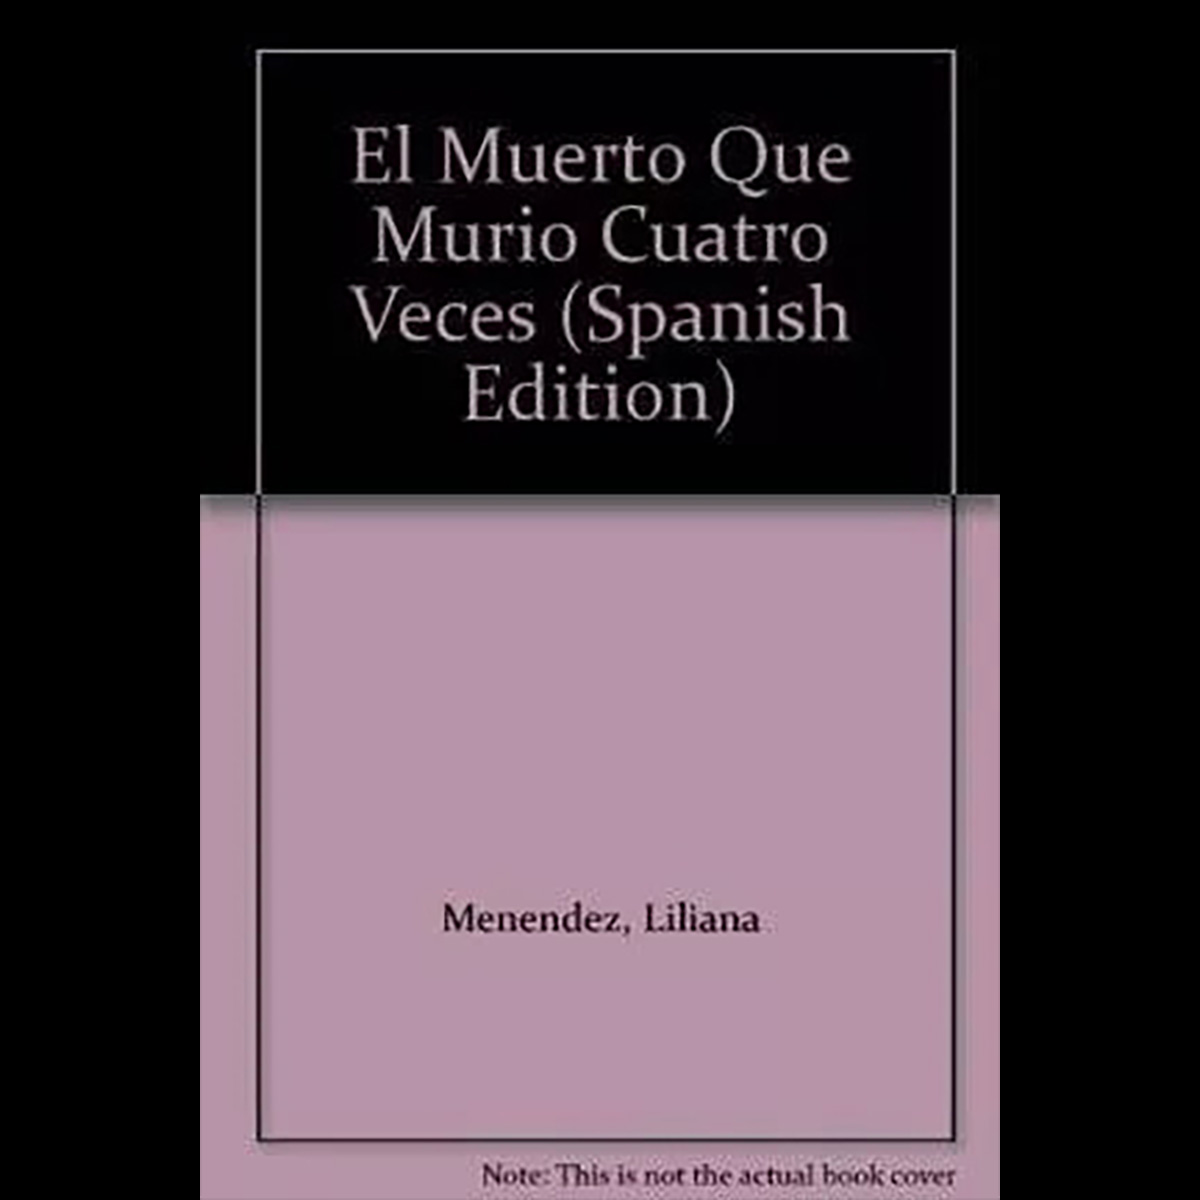 El Muerto Que
Murio Cuatro
Veces (Spanish
Edition)
Menendez, Liliana
Note: This is not the actual book cover